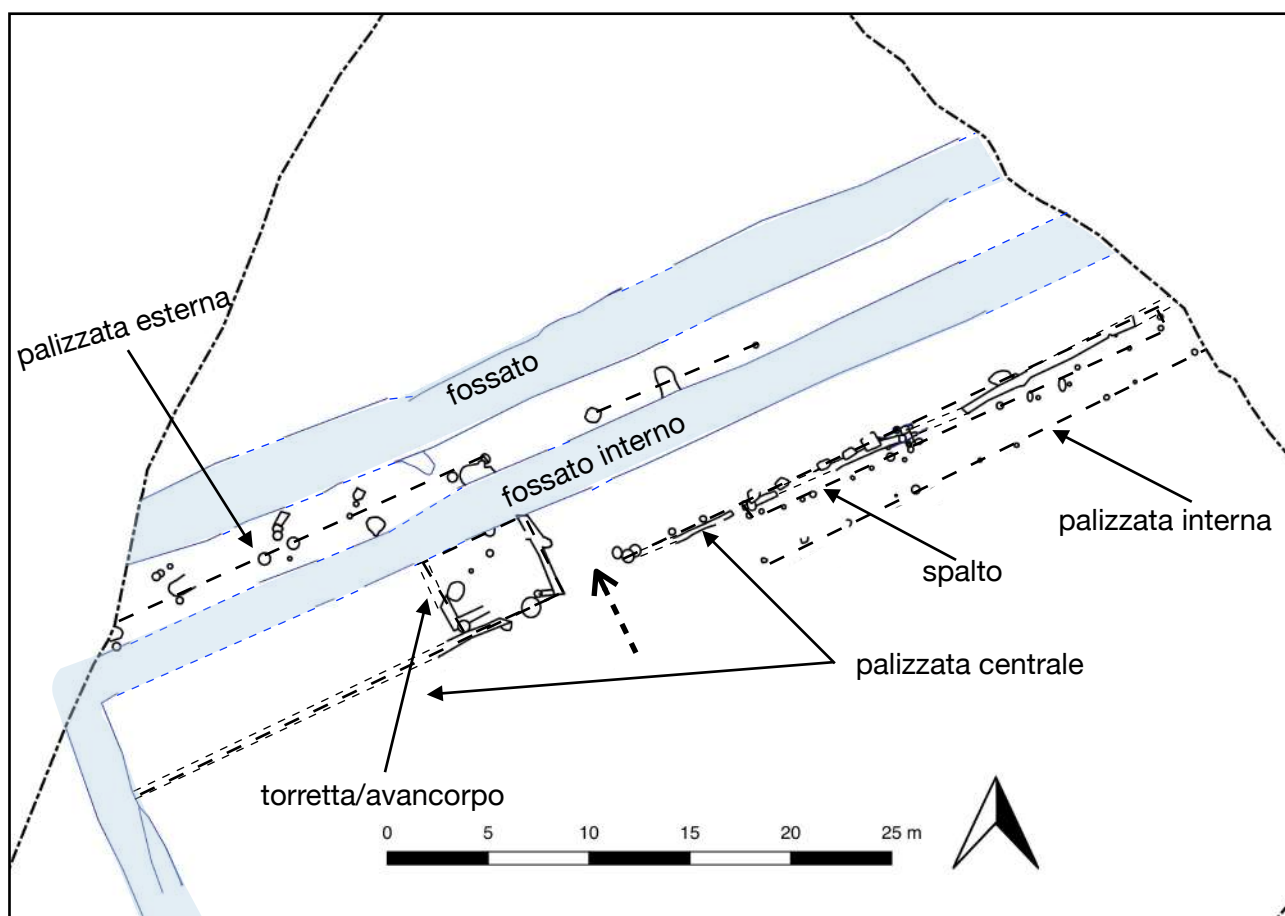 palizzata esterna
fossato
fossato interno
palizzata interna
spalto
palizzata centrale
torretta/avancorpo
0 5 10 15 20 25 m